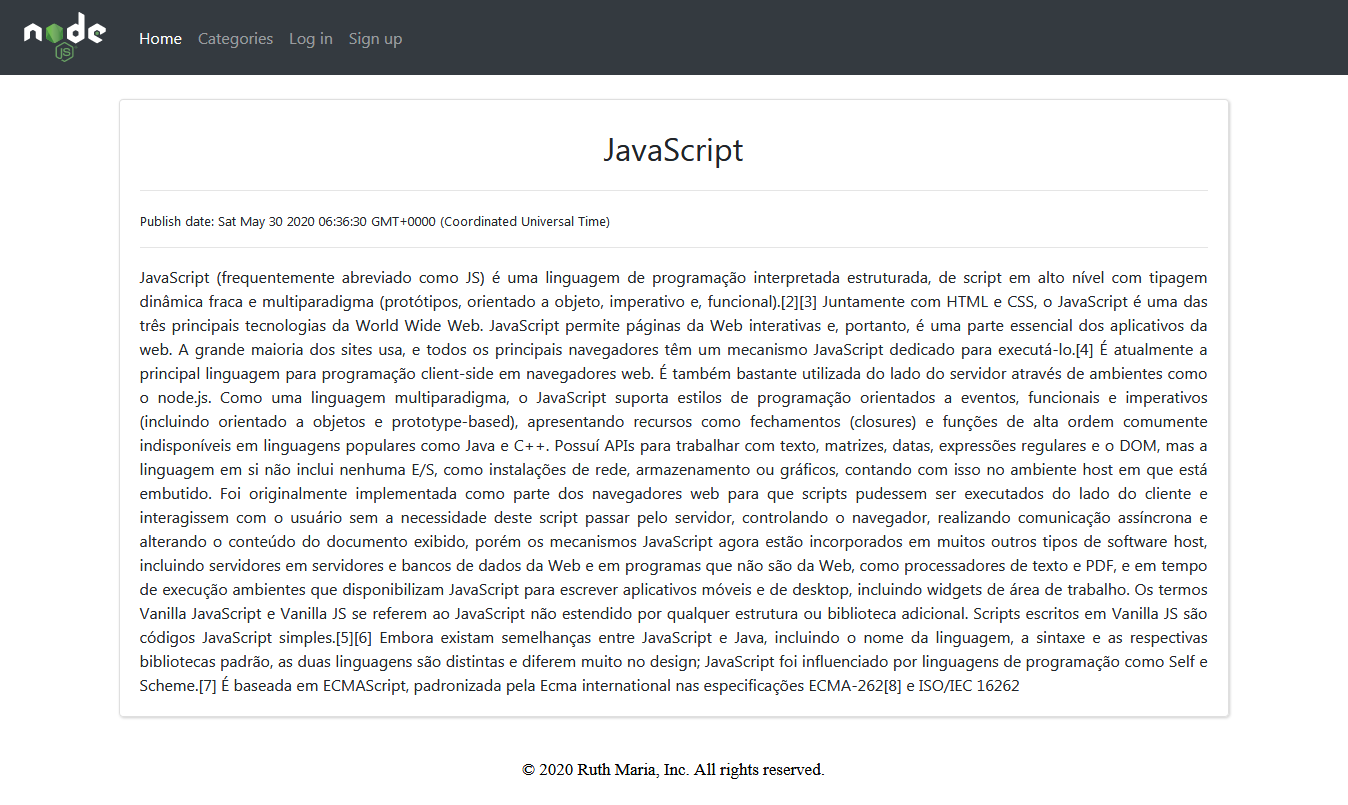 node
JS
Home Categories Log in Sign up
JavaScript
Publish date: Sat May 30 2020 06:36:30 GMT+0000 (Coordinated Universal Time)
JavaScript (frequentemente abreviado como JS) é uma linguagem de programação interpretada estruturada, de script em alto nível com tipagem
dinâmica fraca e multiparadigma (protótipos, orientado a objeto, imperativo e, funcional).[2][3] Juntamente com HTML e CSS, o JavaScript é uma das
três principais tecnologias da World Wide Web. JavaScript permite páginas da Web interativas e, portanto, é uma parte essencial dos aplicativos da
web. A grande maioria dos sites usa, e todos os principais navegadores têm um mecanismo JavaScript dedicado para executá-lo.[4] É atualmente a
principal linguagem para programação client-side em navegadores web. É também bastante utilizada do lado do servidor através de ambientes como
o node.js. Como uma linguagem multiparadigma, o JavaScript suporta estilos de programação orientados a eventos, funcionais e imperativos
(incluindo orientado a objetos e prototype-based), apresentando recursos como fechamentos (closures) e funções de alta ordem comumente
indisponíveis em linguagens populares como Java e C++. Possuí APIs para trabalhar com texto, matrizes, datas, expressões regulares e o DOM, mas a
linguagem em si não inclui nenhuma E/S, como instalações de rede, armazenamento ou gráficos, contando com isso no ambiente host em que está
embutido. Foi originalmente implementada como parte dos navegadores web para que scripts pudessem ser executados do lado do cliente e
interagissem com o usuário sem a necessidade deste script passar pelo servidor, controlando o navegador, realizando comunicação assíncrona e
alterando o conteúdo do documento exibido, porém os mecanismos JavaScript agora estão incorporados em muitos outros tipos de software host,
incluindo servidores em servidores e bancos de dados da Web e em programas que não são da Web, como processadores de texto e PDF, e em tempo
de execução ambientes que disponibilizam JavaScript para escrever aplicativos móveis e de desktop, incluindo widgets de área de trabalho. Os termos
Vanilla JavaScript e Vanilla JS se referem ao JavaScript não estendido por qualquer estrutura ou biblioteca adicional. Scripts escritos em Vanilla JS são
códigos JavaScript simples.[5][6] Embora existam semelhanças entre JavaScript e Java, incluindo o nome da linguagem, a sintaxe e as respectivas
bibliotecas padrão, as duas linguagens são distintas e diferem muito no design; JavaScript foi influenciado por linguagens de programação como Self e
Scheme.[7] É baseada em ECMAScript, padronizada pela Ecma international nas especificações ECMA-262[8] e ISO/IEC 16262
© 2020 Ruth Maria, Inc. All rights reserved.